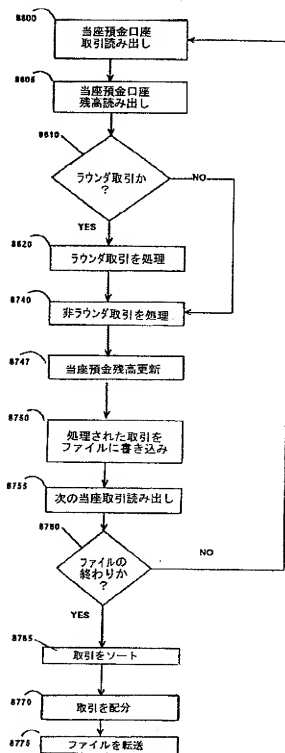 8600
当座預金口座
取引読み出し
8605
当座預金口座
残高読み出し
8610
ラウンダ取引か
?
NO
YES
8620
ラウンダ取引を処理
8740
非ラウンダ取引を処理
8747
当座預金残高更新
8750
処理された取引を
ファイルに書き込み
8755
次の当座取引読み出し
8760
ファイルの
終わりか
?
NO
YES
8765
取引をソート
8770
取引を配分
8775
ファイルを転送